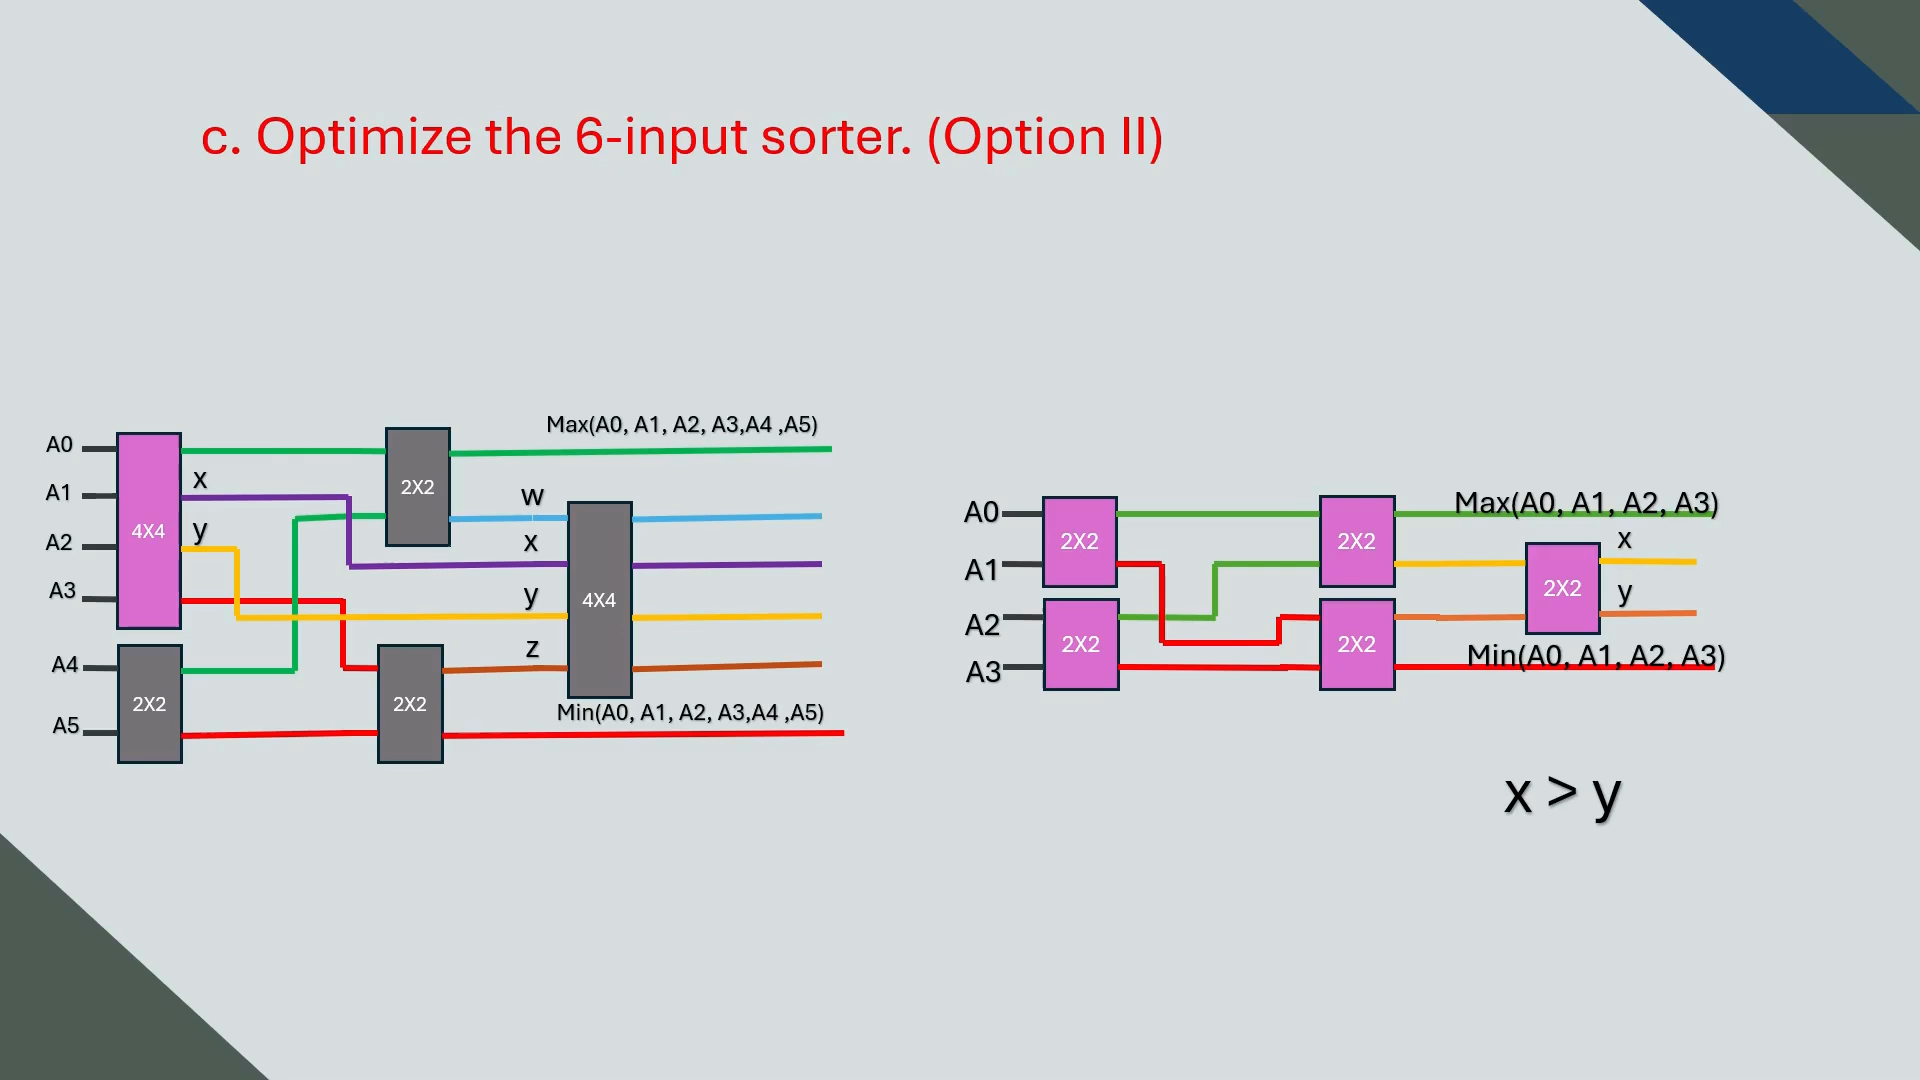 c. Optimize the 6-input sorter. (Option II)
Max(A0, A1, A2, A3,A4 ,A5)
A0
x
2X2
w
A1
4X4
y
x
A2
4X4
y
A3
z
A4
2X2
2X2
Min(A0, A1, A2, A3,A4 ,A5)
A5
A0
2X2
2X2
Max(A0, A1, A2, A3)
x
A1
2X2
y
A2
2X2
2X2
Min(A0, A1, A2, A3)
A3
x > y